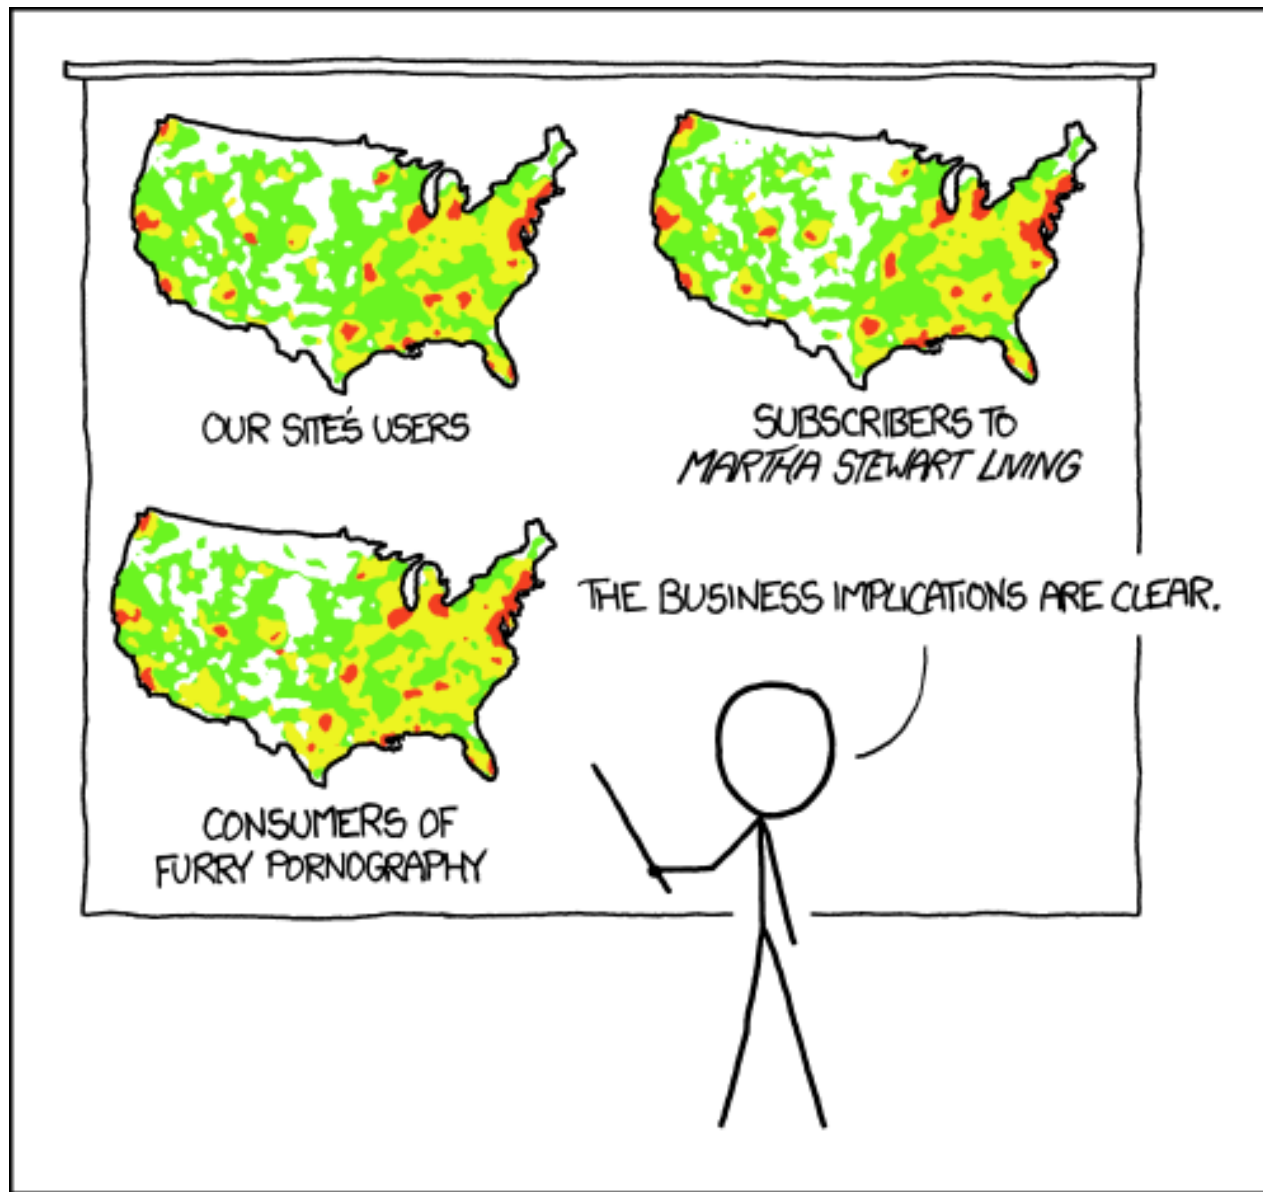 OUR SITE'S USERS
SUBSCRIBERS TO
MARTHA STEWART LIVING
CONSUMERS OF
FURRY PORNOGRAPHY
THE BUSINESS IMPLICATIONS ARE CLEAR.